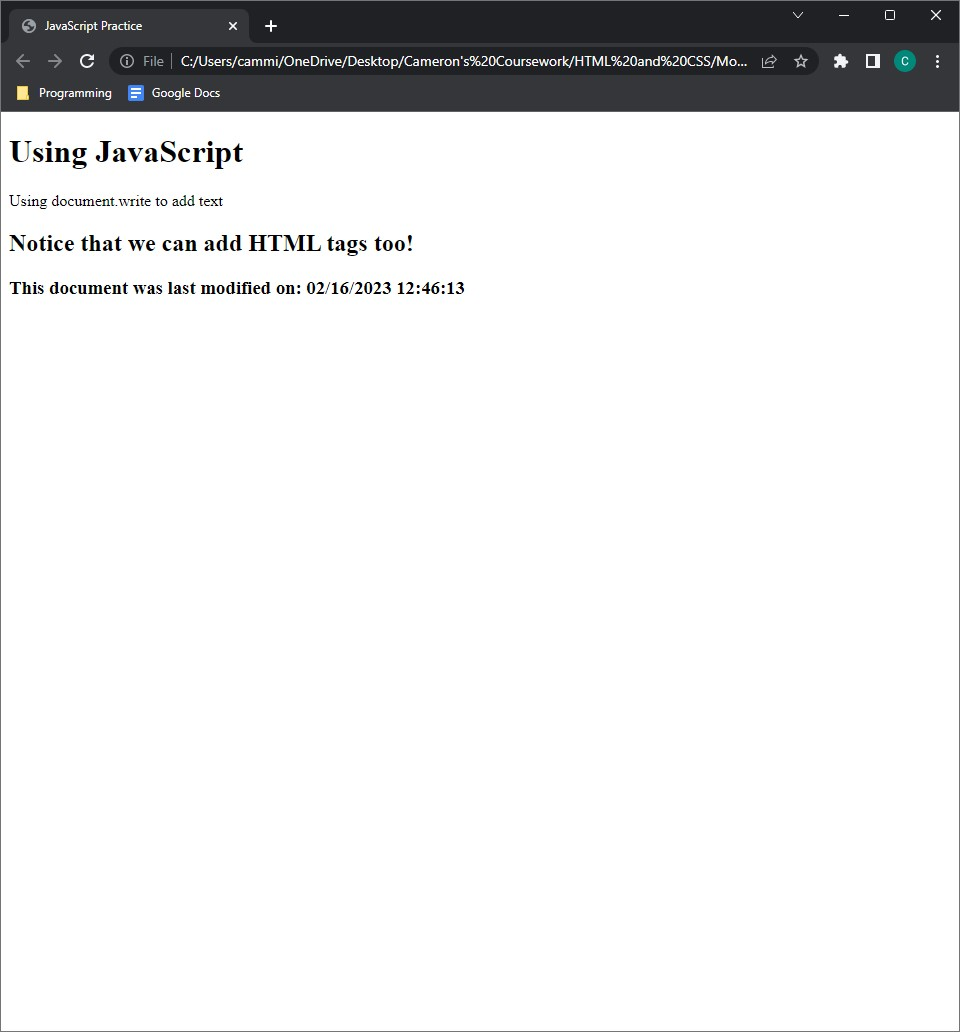 JavaScript Practice
File
C:/Users/cammi/OneDrive/Desktop/Cameron's%20Coursework/HTML%20and%20CSS/Mo...
C
Programming
Google Docs
Using JavaScript
Using document.write to add text
Notice that we can add HTML tags too!
This document was last modified on: 02/16/2023 12:46:13